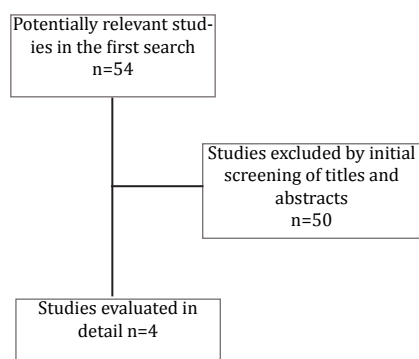 Potentially relevant stud-
ies in the first search
n=54
Studies excluded by initial
screening of titles and
abstracts
n=50
Studies evaluated in
detail n=4